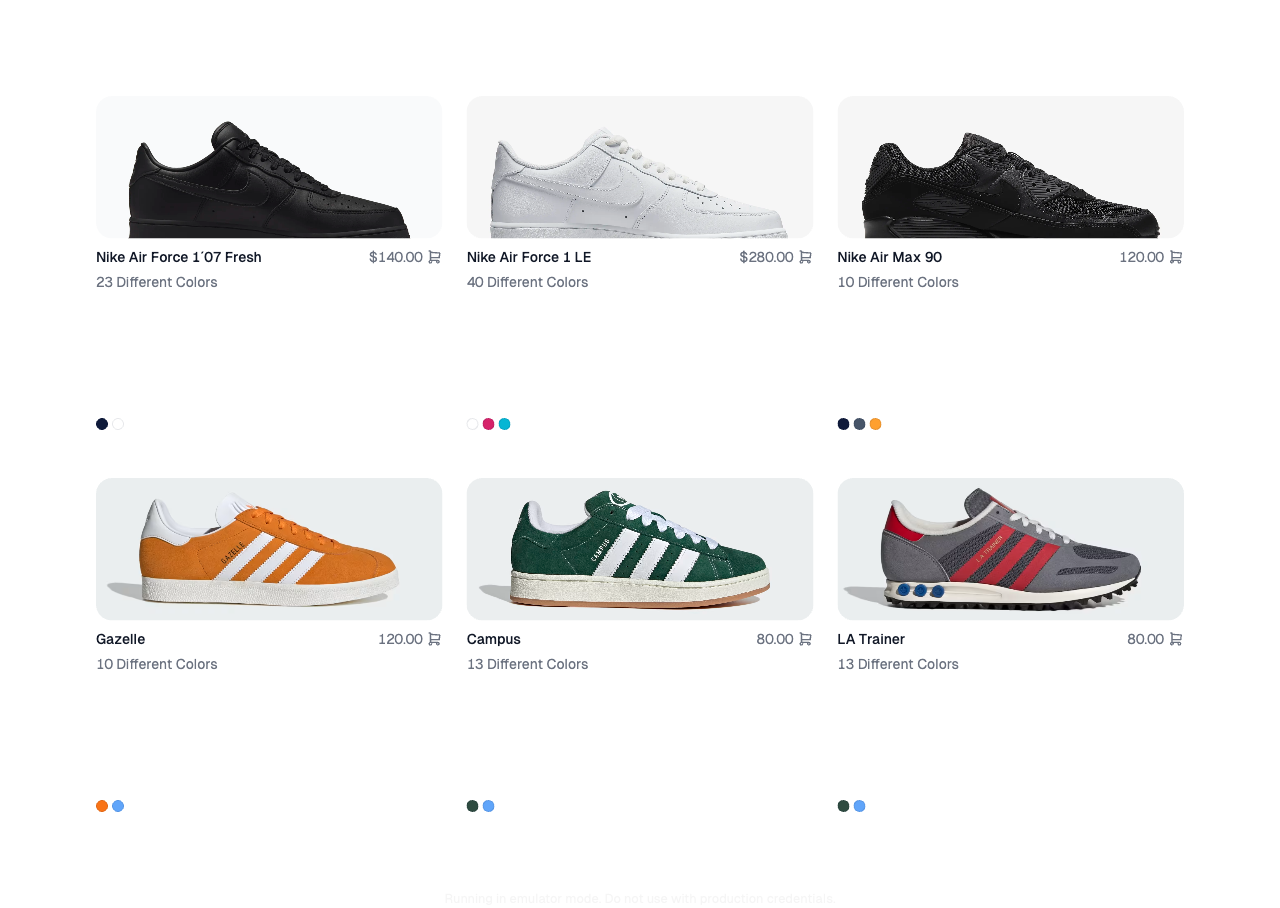 Nike Air Force 1´07 Fresh $140.00
23 Different Colors
Nike Air Force 1 LE $280.00
40 Different Colors
Nike Air Max 90 120.00
10 Different Colors
GAZELLE
Gazelle 120.00
10 Different Colors
CAMPUS
Campus 80.00
13 Different Colors
LA TRAINER
LA Trainer 80.00
13 Different Colors
Running in emulator mode. Do not use with production credentials.